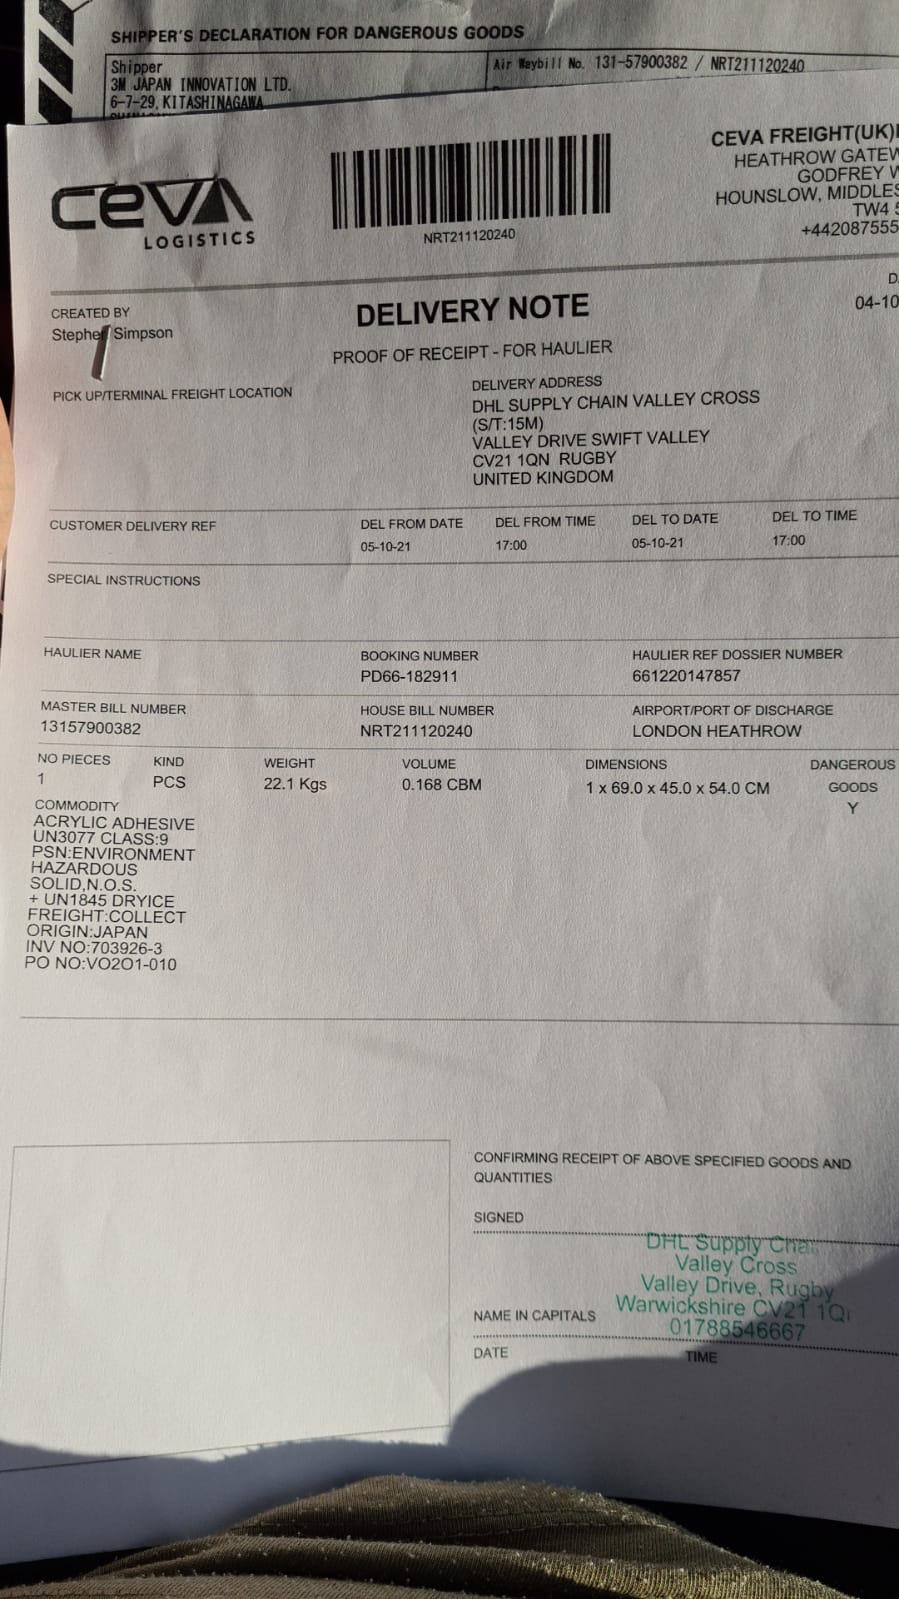 SHIPPER'S DECLARATION FOR DANGEROUS GOODS
Shipper
3M JAPAN INNOVATION LTD.
6-7-29, KITASHINAGAWA
Air Waybill No. 131-57900382 / NRT211120240
CEVA LOGISTICS
NRT211120240
CEVA FREIGHT(UK)
HEATHROW GATEW
GODFREY W
HOUNSLOW, MIDDLES
TW4 5
+442087555
CREATED BY
Stephen Simpson
DELIVERY NOTE
04-10
PROOF OF RECEIPT - FOR HAULIER
PICK UP/TERMINAL FREIGHT LOCATION
DELIVERY ADDRESS
DHL SUPPLY CHAIN VALLEY CROSS
(S/T:15M)
VALLEY DRIVE SWIFT VALLEY
CV21 1QN RUGBY
UNITED KINGDOM
CUSTOMER DELIVERY REF
DEL FROM DATE DEL FROM TIME DEL TO DATE DEL TO TIME
05-10-21 17:00 05-10-21 17:00
SPECIAL INSTRUCTIONS
HAULIER NAME BOOKING NUMBER HAULIER REF DOSSIER NUMBER
PD66-182911 661220147857
MASTER BILL NUMBER HOUSE BILL NUMBER AIRPORT/PORT OF DISCHARGE
13157900382 NRT211120240 LONDON HEATHROW
NO PIECES KIND WEIGHT VOLUME DIMENSIONS DANGEROUS GOODS
1 PCS 22.1 Kgs 0.168 CBM 1 x 69.0 x 45.0 x 54.0 CM Y
COMMODITY
ACRYLIC ADHESIVE
UN3077 CLASS:9
PSN:ENVIRONMENT
HAZARDOUS
SOLID,N.O.S.
+ UN1845 DRYICE
FREIGHT:COLLECT
ORIGIN:JAPAN
INV NO:703926-3
PO NO:VO2O1-010
CONFIRMING RECEIPT OF ABOVE SPECIFIED GOODS AND
QUANTITIES
SIGNED
DHL Supply Chai
Valley Cross
Valley Drive, Rugby
Warwickshire CV21 1Q
01788546667
NAME IN CAPITALS
DATE TIME